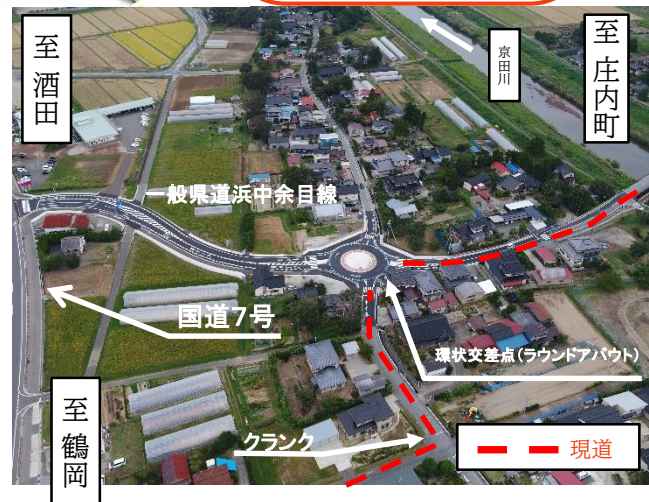 至 酒田
京田川
至 庄内町
一般県道浜中余目線
国道7号
環状交差点(ラウンドアバウト)
至 鶴岡
クランク
現道